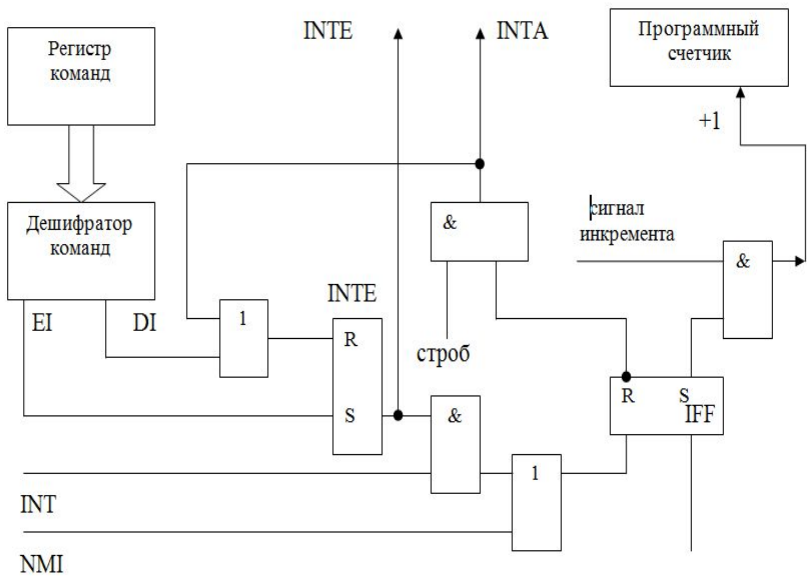 INTE
INTA
Программный
счетчик
Регистр
команд
+1
Дешифратор
команд
&
сигнал
инкремента
&
INTE
EI
DI
1
R
строб
R
S
IFF
S
&
1
INT
NMI